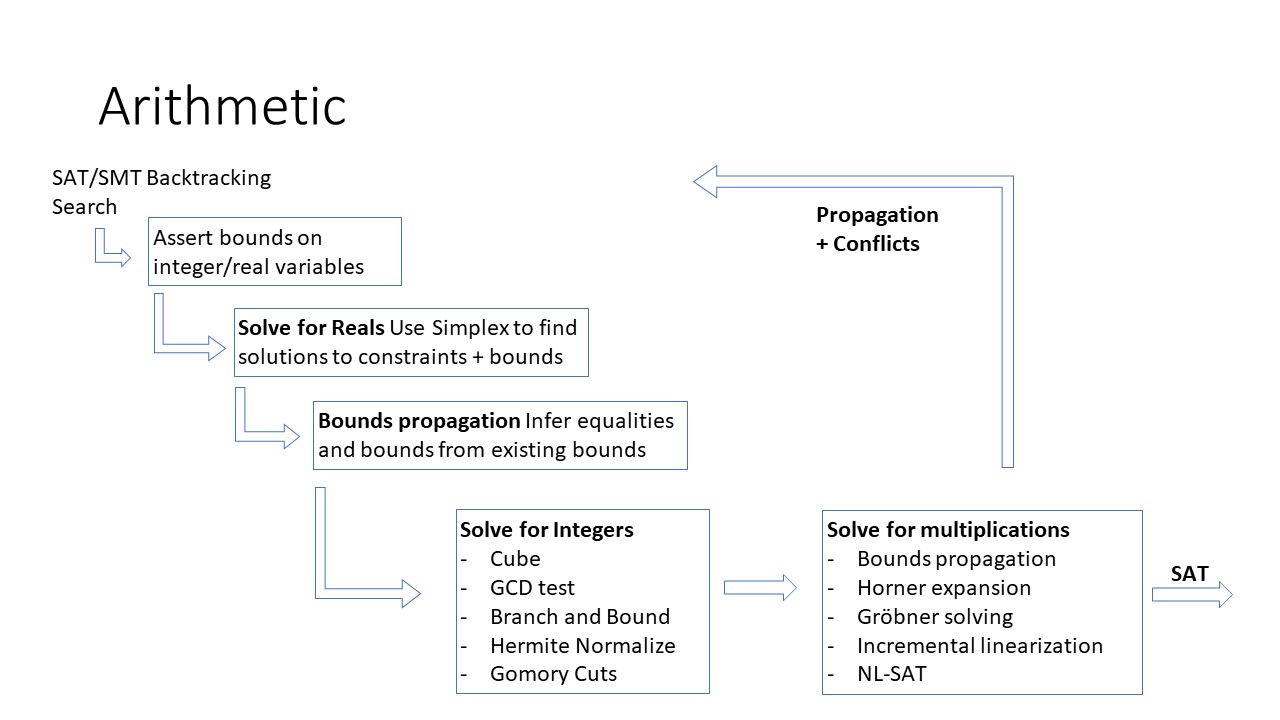 Arithmetic
SAT/SMT Backtracking
Search
Propagation
+ Conflicts
Assert bounds on
integer/real variables
Solve for Reals Use Simplex to find
solutions to constraints + bounds
Bounds propagation Infer equalities
and bounds from existing bounds
Solve for Integers
- Cube
- GCD test
- Branch and Bound
- Hermite Normalize
- Gomory Cuts
Solve for multiplications
- Bounds propagation
- Horner expansion
- Gröbner solving
- Incremental linearization
- NL-SAT
SAT